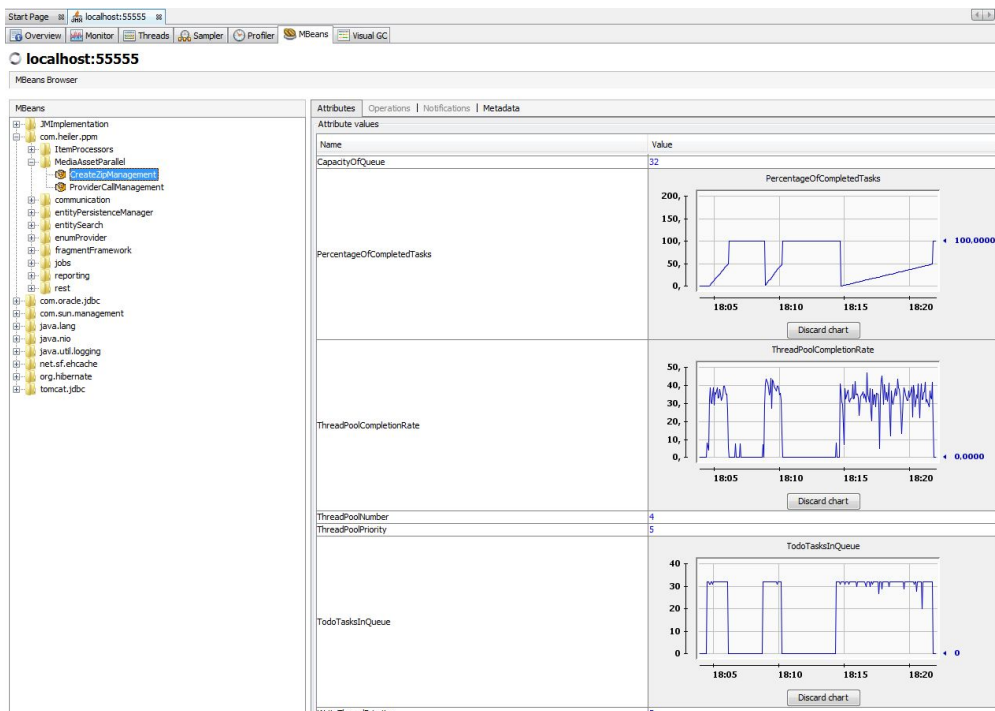 Start Page localhost:55555
Overview Monitor Threads Sampler Profiler MBeans Visual GC
localhost:55555
MBeans Browser
MBeans
JMImplementation
com.heiler.ppm
ItemProcessors
MediaAssetParallel
CreateZipManagement
ProviderCallManagement
communication
entityPersistenceManager
entitySearch
enumProvider
fragmentFramework
jobs
reporting
rest
com.oracle.jdbc
com.sun.management
java.lang
java.nio
java.util.logging
net.sf.ehcache
org.hibernate
tomcat.jdbc
Attributes Operations Notifications Metadata
Attribute values
Name Value
CapacityOfQueue 32
PercentageOfCompletedTasks
PercentageOfCompletedTasks
200,
150,
100,
50,
0,
100,0000
18:05 18:10 18:15 18:20
Discard chart
ThreadPoolCompletionRate
ThreadPoolCompletionRate
50,
40,
30,
20,
10,
0,
0,0000
18:05 18:10 18:15 18:20
Discard chart
ThreadPoolNumber 4
ThreadPoolPriority 5
TodoTasksInQueue
TodoTasksInQueue
40
30
20
10
0
0
18:05 18:10 18:15 18:20
Discard chart